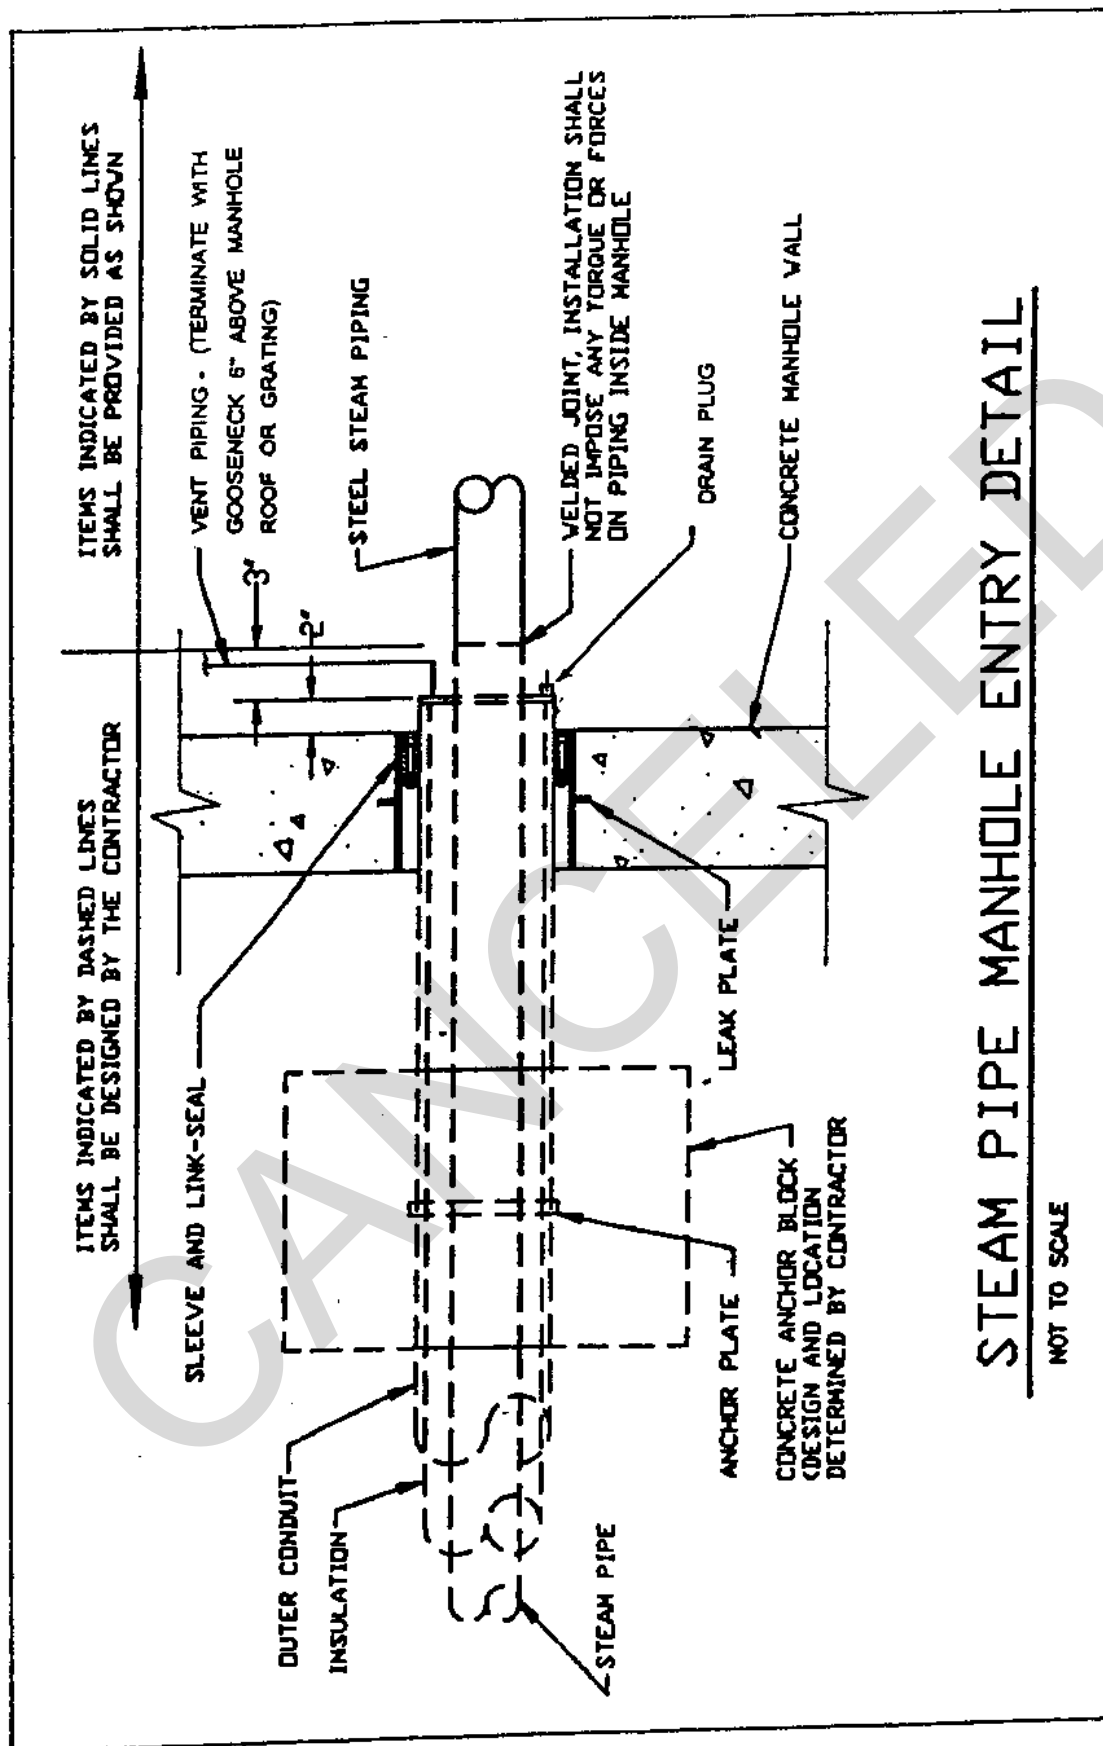 ITEMS INDICATED BY DASHED LINES
SHALL BE DESIGNED BY THE CONTRACTOR
ITEMS INDICATED BY SOLID LINES
SHALL BE PROVIDED AS SHOWN
SLEEVE AND LINK-SEAL
VENT PIPING - (TERMINATE WITH
GOOSENECK 6" ABOVE MANHOLE
ROOF OR GRATING)
3"
2"
OUTER CONDUIT
INSULATION
STEEL STEAM PIPING
STEAM PIPE
WELDED JOINT, INSTALLATION SHALL
NOT IMPOSE ANY TORQUE OR FORCES
ON PIPING INSIDE MANHOLE
ANCHOR PLATE
LEAK PLATE
DRAIN PLUG
CONCRETE ANCHOR BLOCK
(DESIGN AND LOCATION
DETERMINED BY CONTRACTOR
CONCRETE MANHOLE WALL
STEAM PIPE MANHOLE ENTRY DETAIL
NOT TO SCALE
CANCELED